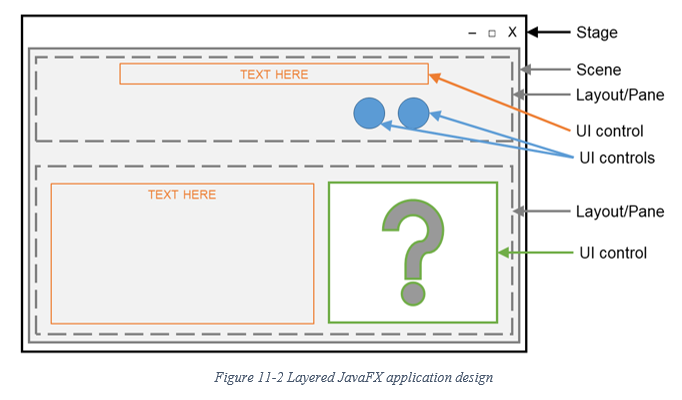 – □ X
Stage
Scene
TEXT HERE
Layout/Pane
UI control
UI controls
TEXT HERE
Layout/Pane
UI control
Figure 11-2 Layered JavaFX application design